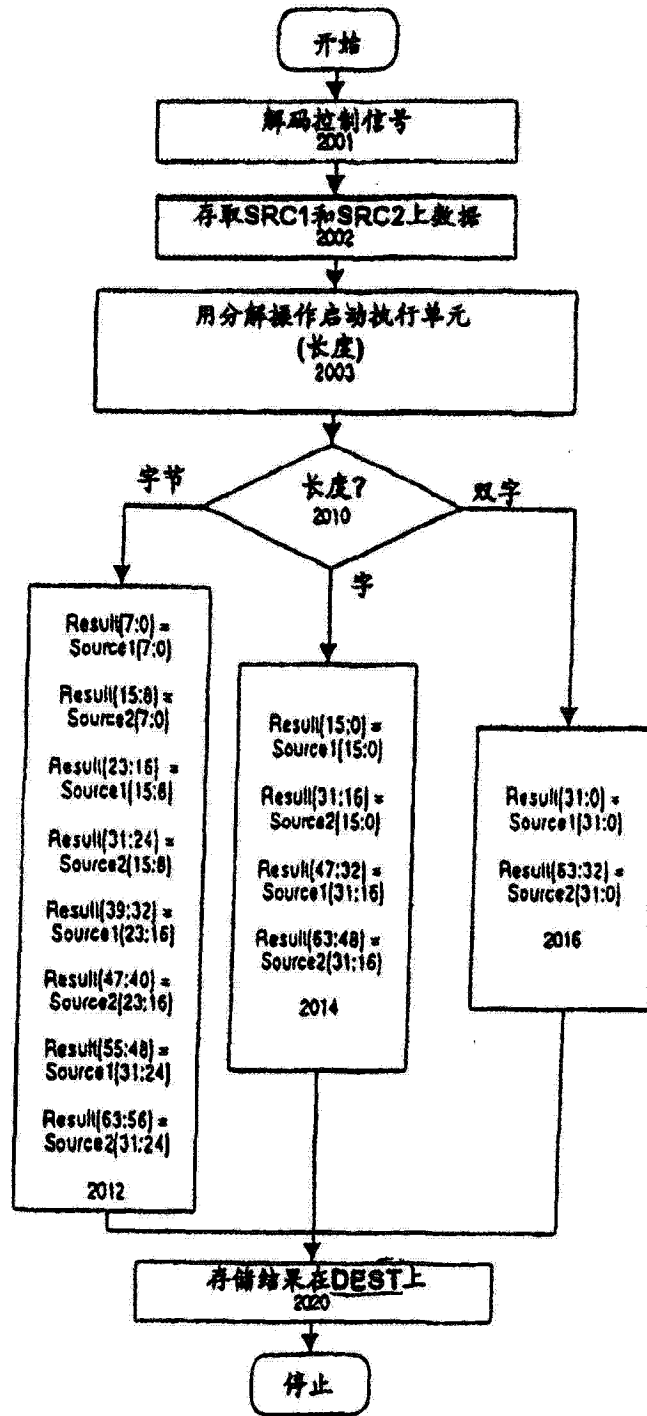 开始
解码控制信号
2001
存取SRC1和SRC2上数据
2002
用分解操作启动执行单元
(长度)
2003
长度?
2010
字节
字
双字
Result(7:0) =
Source1(7:0)
Result(15:8) =
Source2(7:0)
Result(23:16) =
Source1(15:8)
Result(31:24) =
Source2(15:8)
Result(39:32) =
Source1(23:16)
Result(47:40) =
Source2(23:16)
Result(55:48) =
Source1(31:24)
Result(63:56) =
Source2(31:24)
2012
Result(15:0) =
Source1(15:0)
Result(31:16) =
Source2(15:0)
Result(47:32) =
Source1(31:16)
Result(63:48) =
Source2(31:16)
2014
Result(31:0) =
Source1(31:0)
Result(63:32) =
Source2(31:0)
2016
存储结果在DEST上
2020
停止